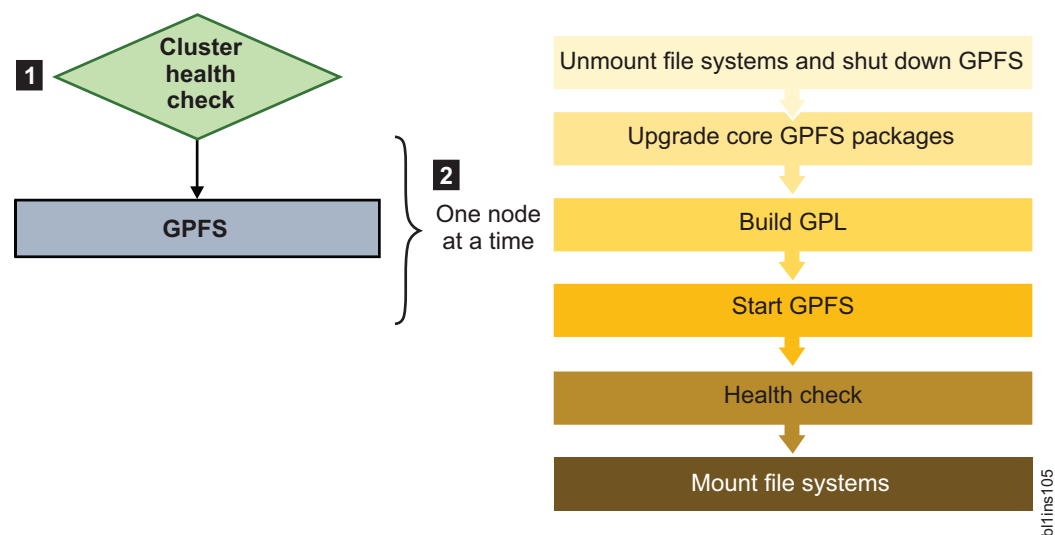 1
Cluster
health
check
GPFS
2
One node
at a time
Unmount file systems and shut down GPFS
Upgrade core GPFS packages
Build GPL
Start GPFS
Health check
Mount file systems
bl1ins105